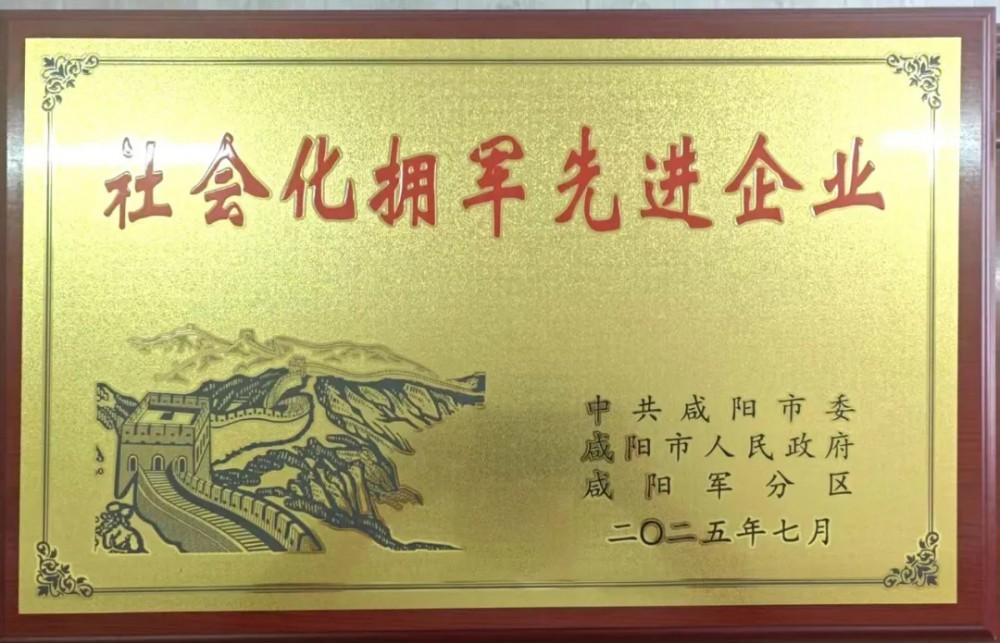 社会化拥军先进企业
中共咸阳市委
咸阳市人民政府
咸阳军分区
二〇二五年七月